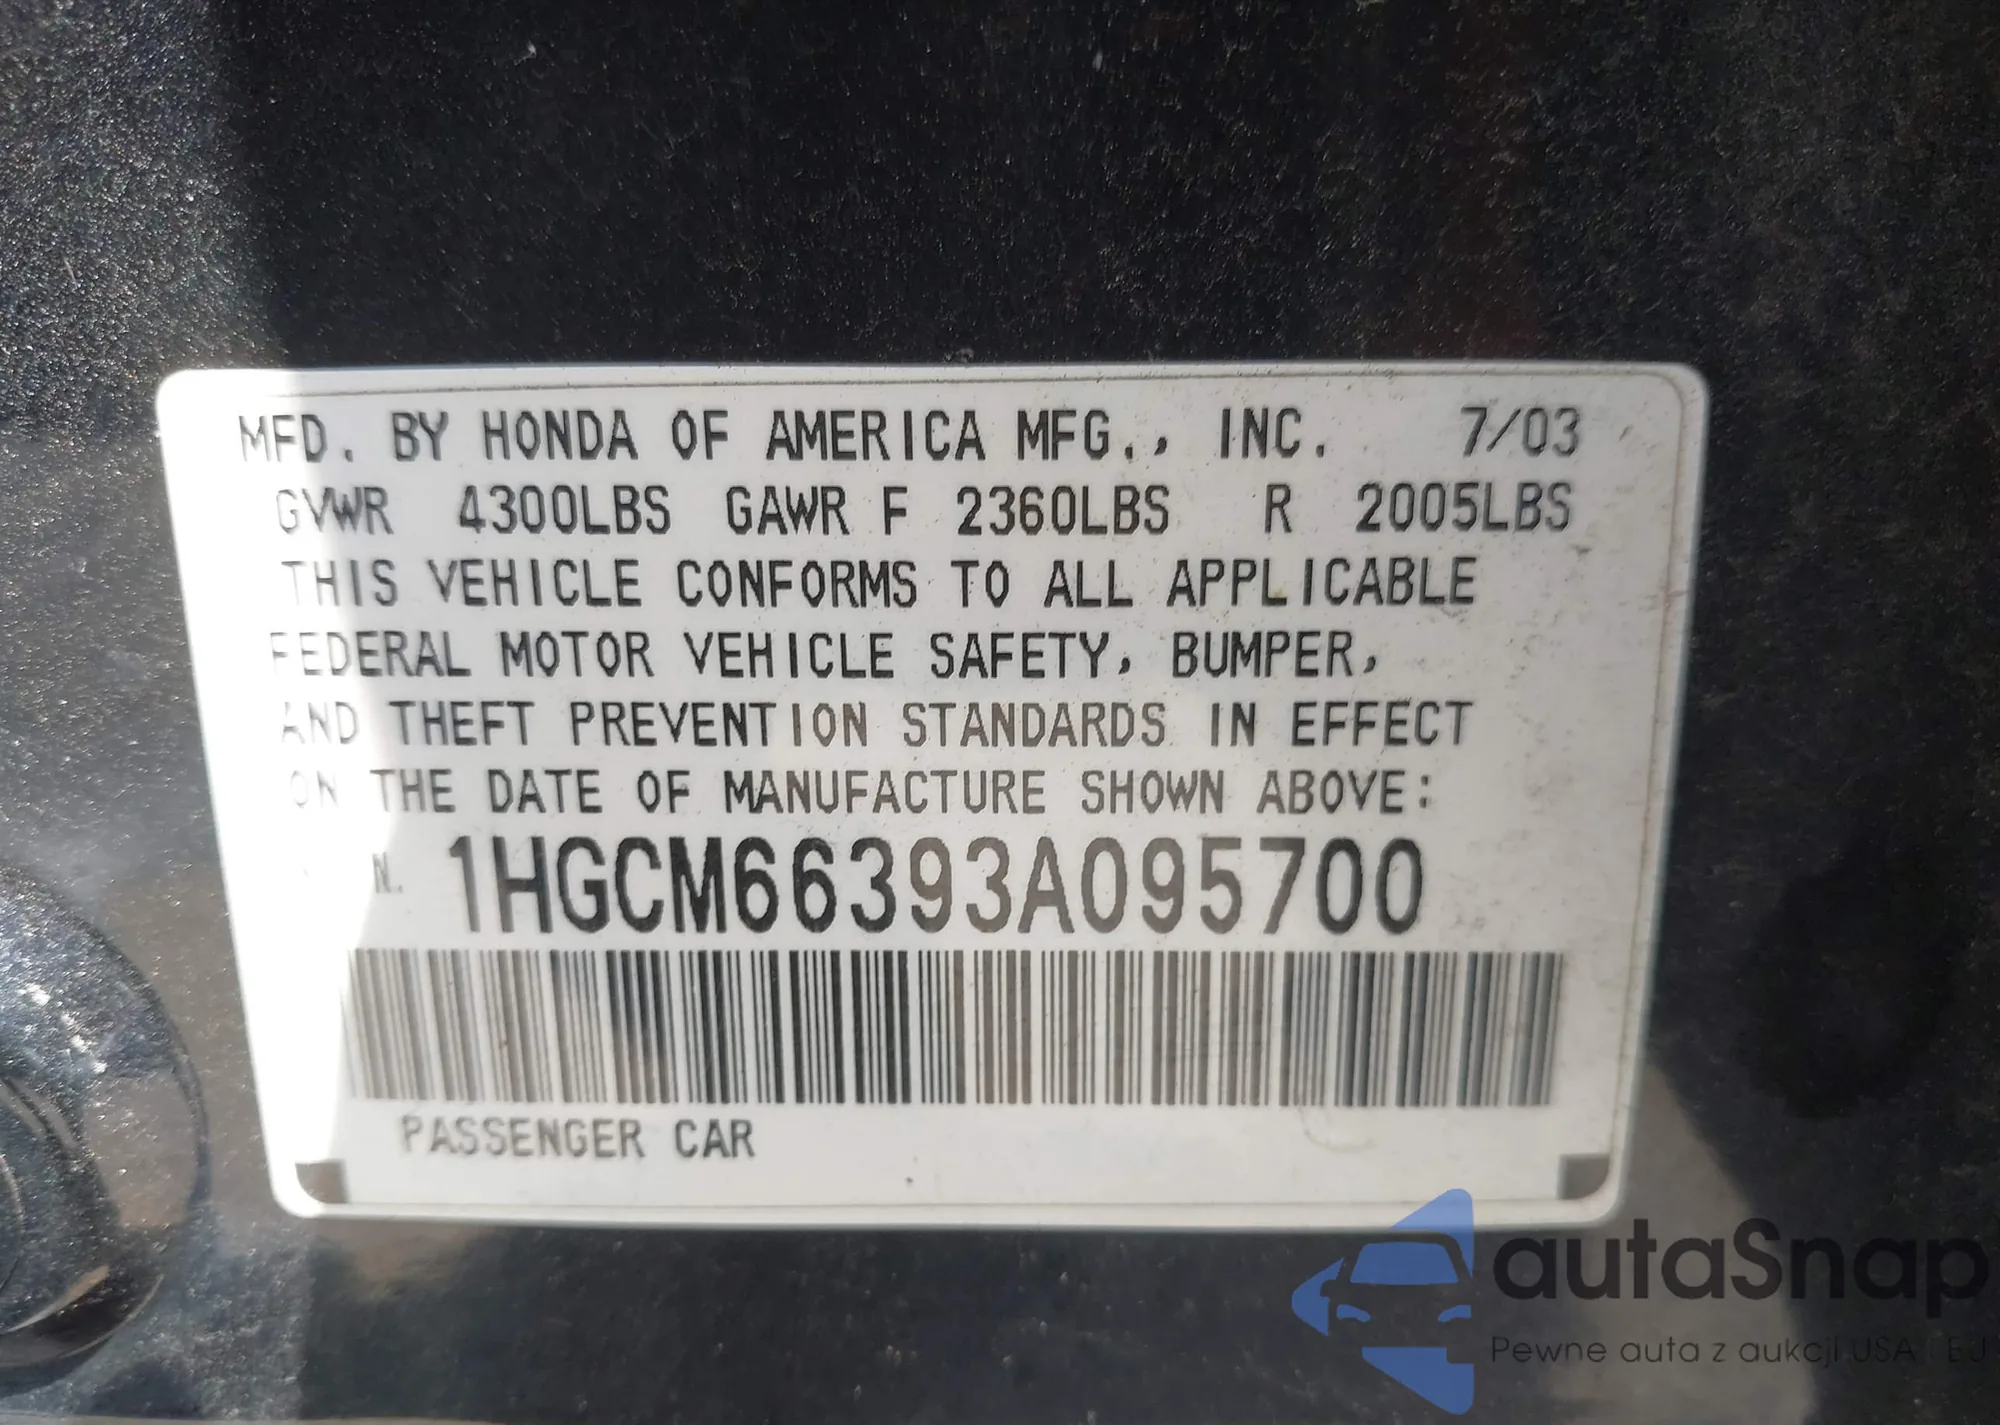 MFD. BY HONDA OF AMERICA MFG., INC. 7/03
GVWR 4300LBS GAWR F 2360LBS R 2005LBS
THIS VEHICLE CONFORMS TO ALL APPLICABLE
FEDERAL MOTOR VEHICLE SAFETY, BUMPER,
AND THEFT PREVENTION STANDARDS IN EFFECT
ON THE DATE OF MANUFACTURE SHOWN ABOVE:
1HGCM66393A095700
PASSENGER CAR
autaSnap
Pewne auta z aukcji USA i EU